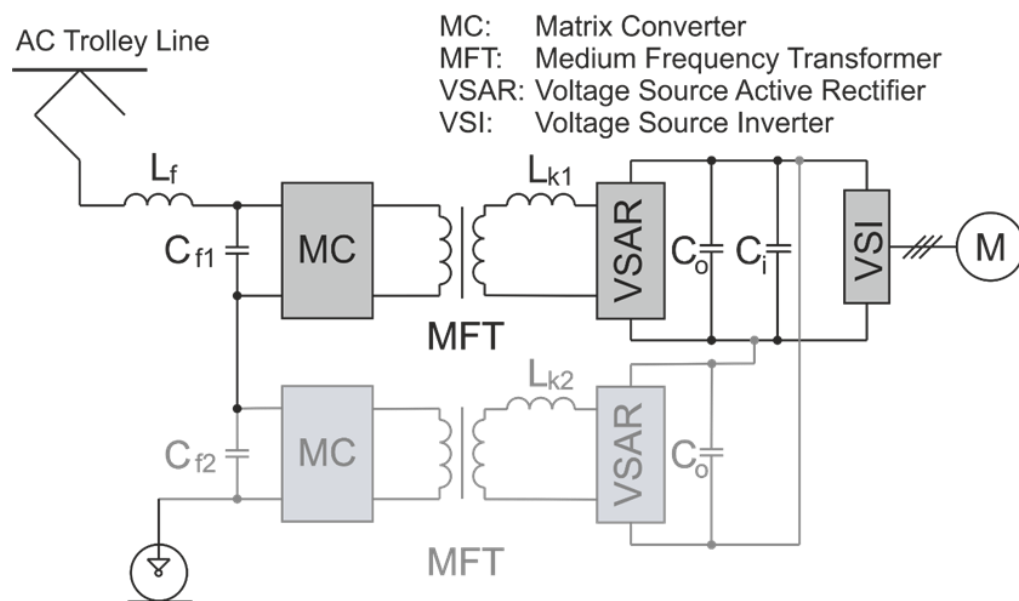 AC Trolley Line
MC: Matrix Converter
MFT: Medium Frequency Transformer
VSAR: Voltage Source Active Rectifier
VSI: Voltage Source Inverter
Lf
Lk1
Cf1
MC
VSAR
Co
Ci
VSI
M
MFT
Lk2
Cf2
MC
VSAR
Co
MFT